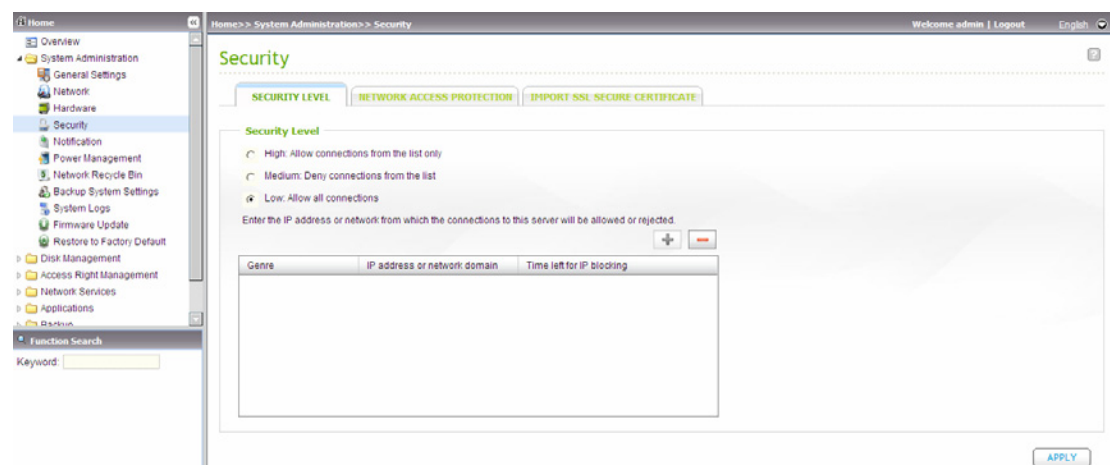 Home
Home>> System Administration>> Security
Welcome admin | Logout
English
Overview
System Administration
General Settings
Network
Hardware
Security
Notification
Power Management
Network Recycle Bin
Backup System Settings
System Logs
Firmware Update
Restore to Factory Default
Disk Management
Access Right Management
Network Services
Applications
Backup
Function Search
Keyword:
Security
SECURITY LEVEL
NETWORK ACCESS PROTECTION
IMPORT SSL SECURE CERTIFICATE
Security Level
High: Allow connections from the list only
Medium: Deny connections from the list
Low: Allow all connections
Enter the IP address or network from which the connections to this server will be allowed or rejected.
Genre
IP address or network domain
Time left for IP blocking
APPLY